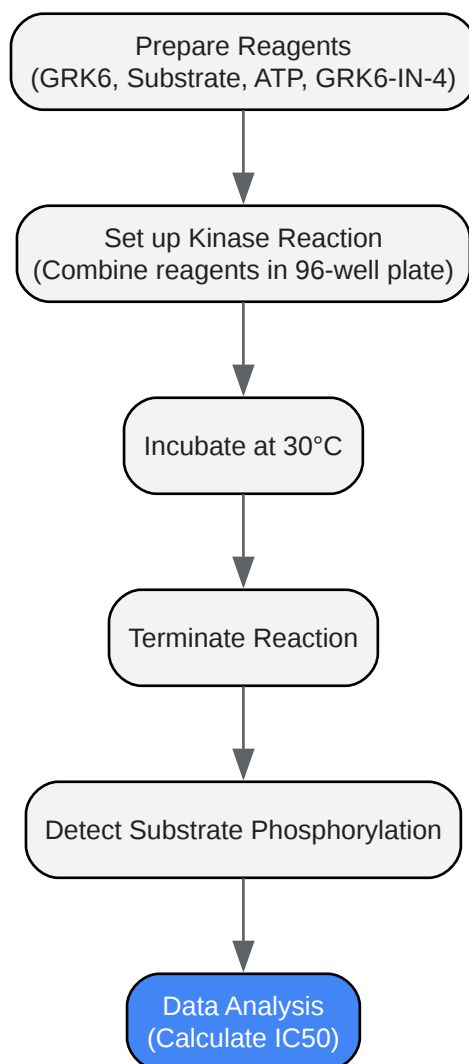 Prepare Reagents
(GRK6, Substrate, ATP, GRK6-IN-4)
Set up Kinase Reaction
(Combine reagents in 96-well plate)
Incubate at 30°C
Terminate Reaction
Detect Substrate Phosphorylation
Data Analysis
(Calculate IC50)